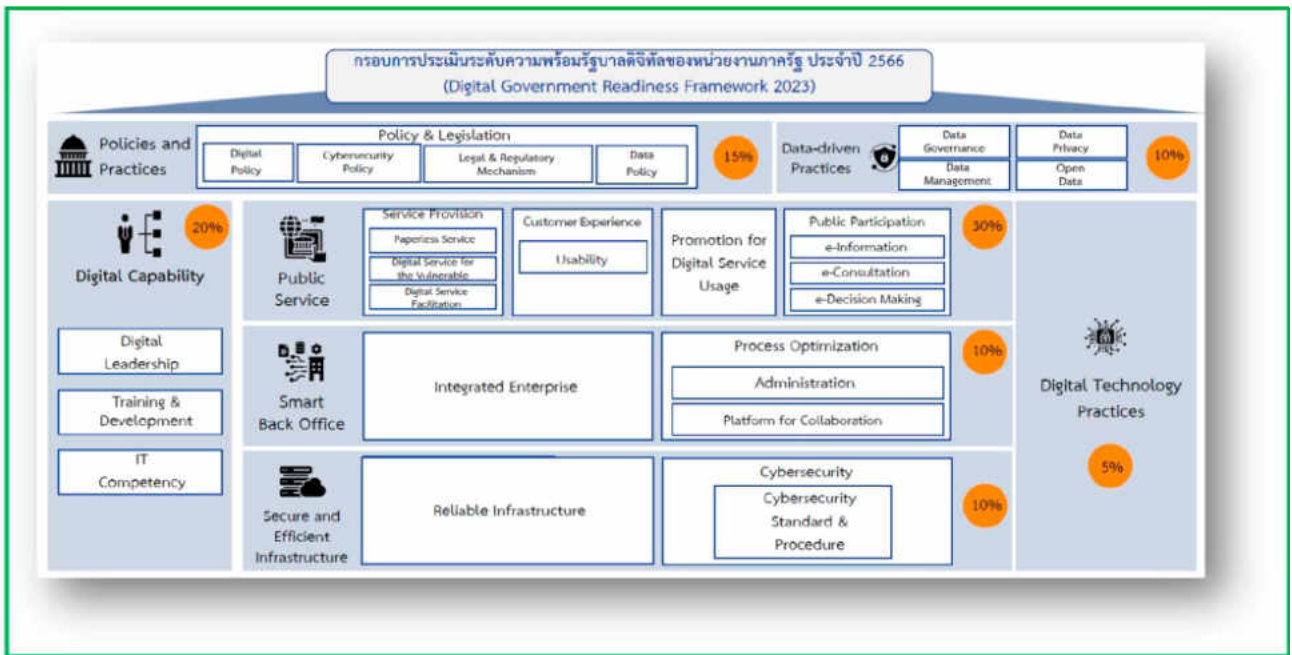 กรอบการประเมินระดับความพร้อมรัฐบาลดิจิทัลของหน่วยงานภาครัฐ ประจำปี 2566
(Digital Government Readiness Framework 2023)
Policies and
Practices
Policy & Legislation
Digital
Policy
Cybersecurity
Policy
Legal & Regulatory
Mechanism
Data
Policy
15%
Data-driven
Practices
Data
Governance
Data
Privacy
Data
Management
Open
Data
10%
20%
Digital Capability
Digital
Leadership
Training &
Development
IT
Competency
Public
Service
Service Provision
Paperless Service
Digital Service for
the Vulnerable
Digital Service
Facilitation
Customer Experience
Usability
Promotion for
Digital Service
Usage
Public Participation
e-Information
e-Consultation
e-Decision Making
30%
Smart
Back Office
Integrated Enterprise
Process Optimization
Administration
Platform for Collaboration
10%
Secure and
Efficient
Infrastructure
Reliable Infrastructure
Cybersecurity
Cybersecurity
Standard &
Procedure
10%
Digital Technology
Practices
5%